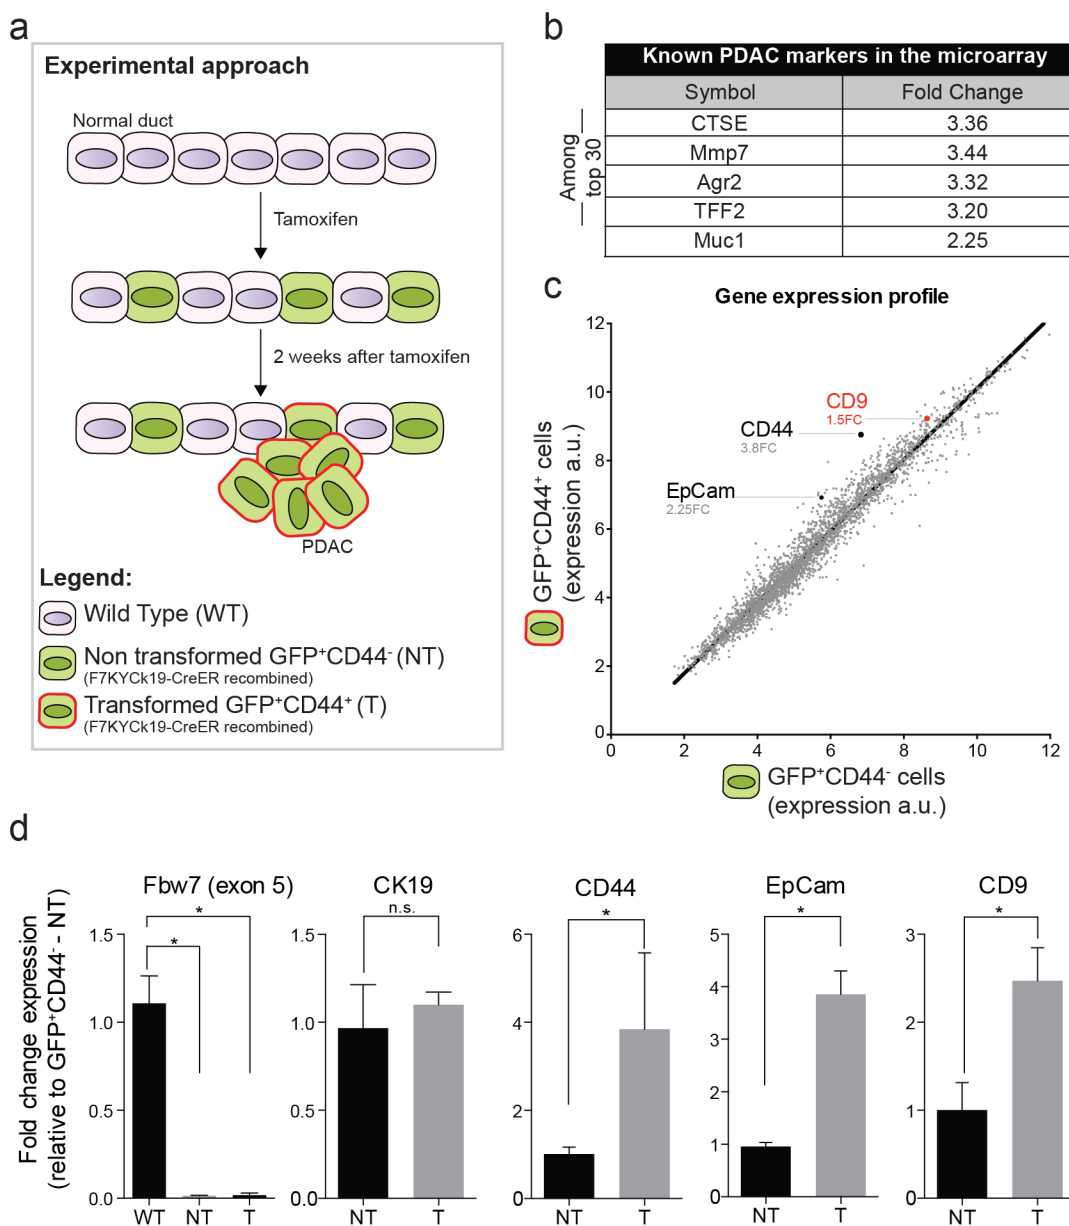 a
Experimental approach
Normal duct
Tamoxifen
2 weeks after tamoxifen
PDAC
Legend:
Wild Type (WT)
Non transformed GFP⁺CD44⁻ (NT)
(F7KYCk19-CreER recombined)
Transformed GFP⁺CD44⁺ (T)
(F7KYCk19-CreER recombined)
b
Known PDAC markers in the microarray
Symbol Fold Change
Among
top 30
CTSE 3.36
Mmp7 3.44
Agr2 3.32
TFF2 3.20
Muc1 2.25
c
Gene expression profile
12
10
8
6
4
2
0
CD9
1.5FC
CD44
3.8FC
EpCam
2.25FC
GFP⁺CD44⁺ cells
(expression a.u.)
0 2 4 6 8 10 12
GFP⁺CD44⁻ cells
(expression a.u.)
d
Fold change expression
(relative to GFP⁺CD44⁻ - NT)
Fbw7 (exon 5)
*
*
1.5
1.0
0.5
0.0
WT NT T
CK19
n.s.
1.5
1.0
0.5
0.0
NT T
CD44
*
6
4
2
0
NT T
EpCam
*
5
4
3
2
1
0
NT T
CD9
*
3
2
1
0
NT T